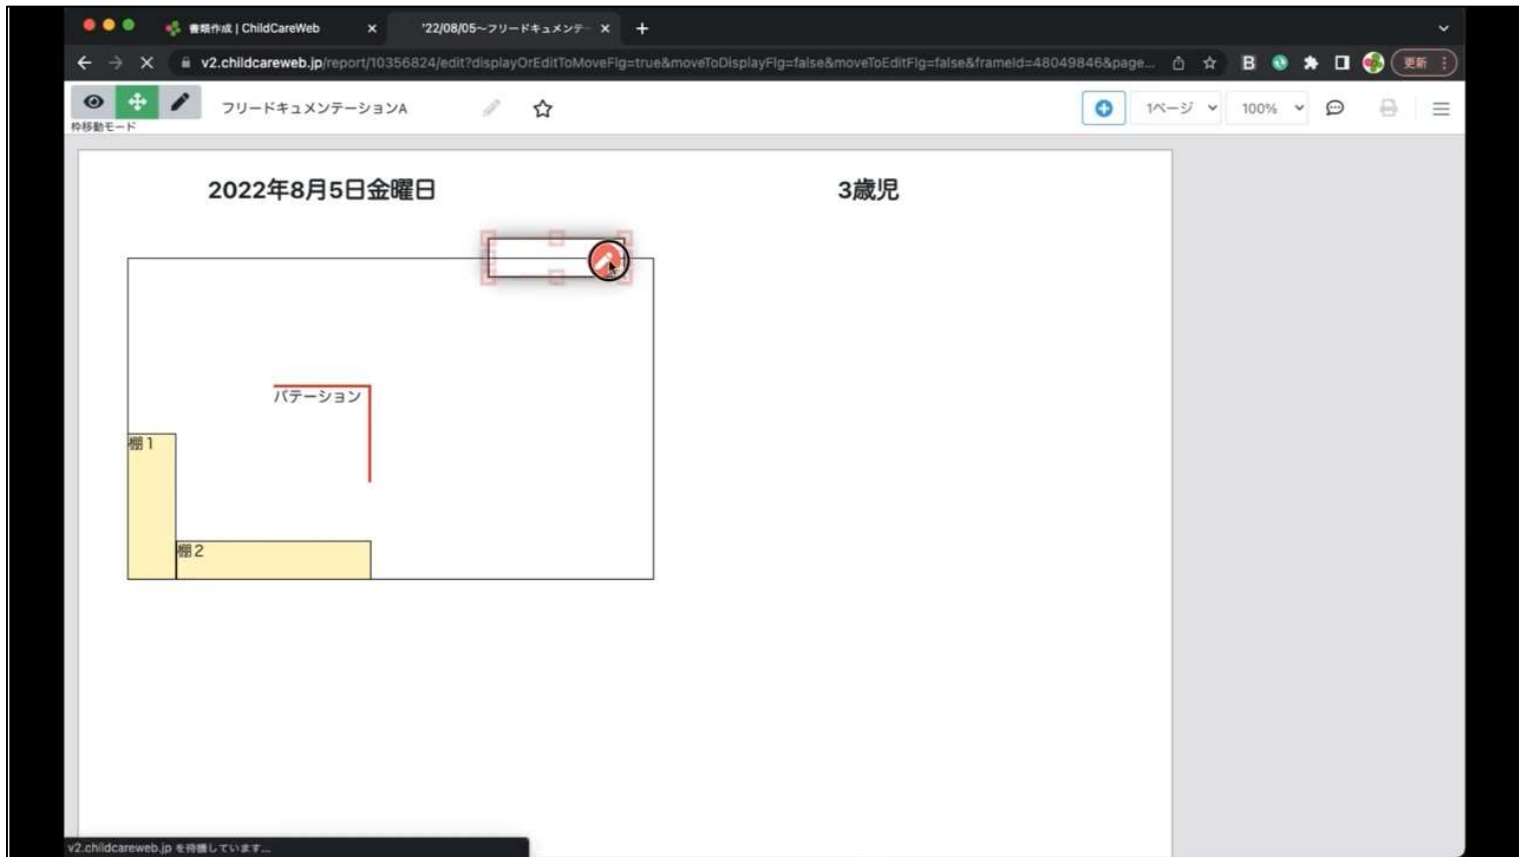 書類作成 | ChildCareWeb
'22/08/05～フリードキュメンテー
v2.childcareweb.jp/report/10356824/edit?displayOrEditToMoveFlg=true&moveToDisplayFlg=false&moveToEditFlg=false&frameId=48049846&page...
B
更新
フリードキュメンテーションA
1ページ
100%
枠移動モード
2022年8月5日金曜日
3歳児
パテーション
棚1
棚2
v2.childcareweb.jp を待機しています...